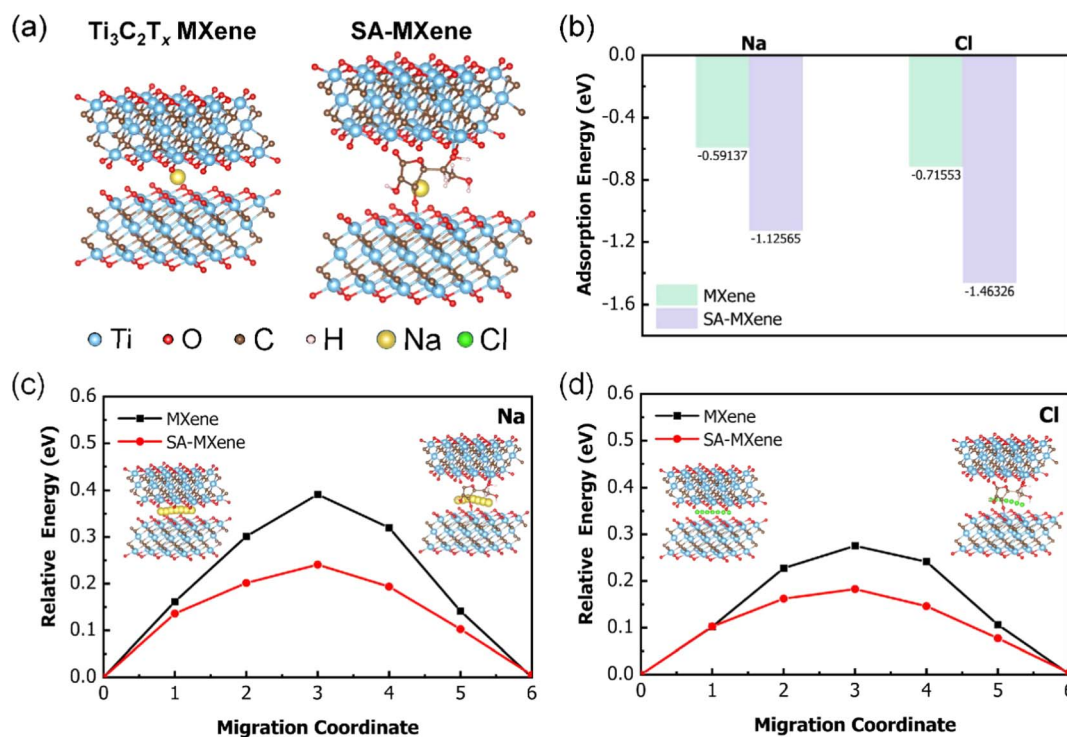 (a)
Ti₃C₂Tₓ MXene
SA-MXene
Ti O C H Na Cl
(b)
Na Cl
0.0
-0.4
-0.8
-1.2
-1.6
Adsorption Energy (eV)
-0.59137
-1.12565
-0.71553
-1.46326
MXene
SA-MXene
(c)
0.6
0.5
0.4
0.3
0.2
0.1
0.0
Relative Energy (eV)
MXene
SA-MXene
Na
0 1 2 3 4 5 6
Migration Coordinate
(d)
0.6
0.5
0.4
0.3
0.2
0.1
0.0
Relative Energy (eV)
MXene
SA-MXene
Cl
0 1 2 3 4 5 6
Migration Coordinate